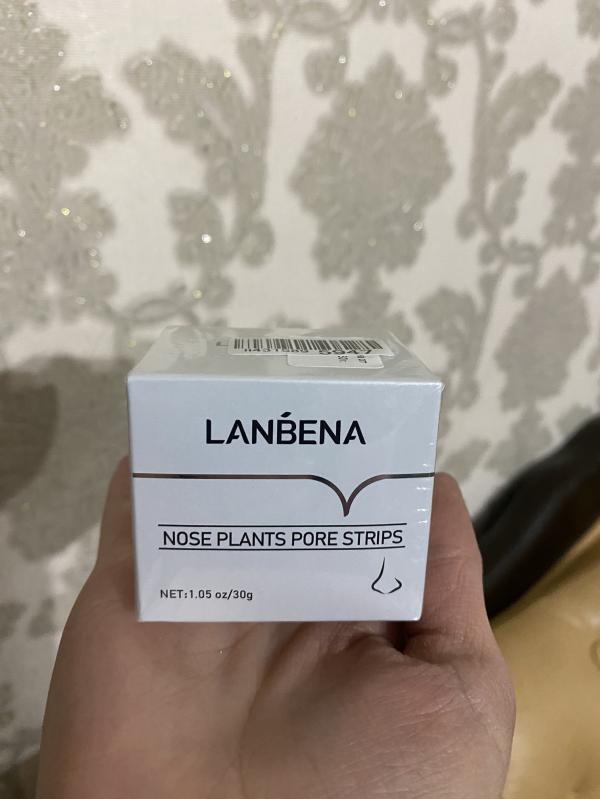 LANBENA
NOSE PLANTS PORE STRIPS
NET:1.05 oz/30g